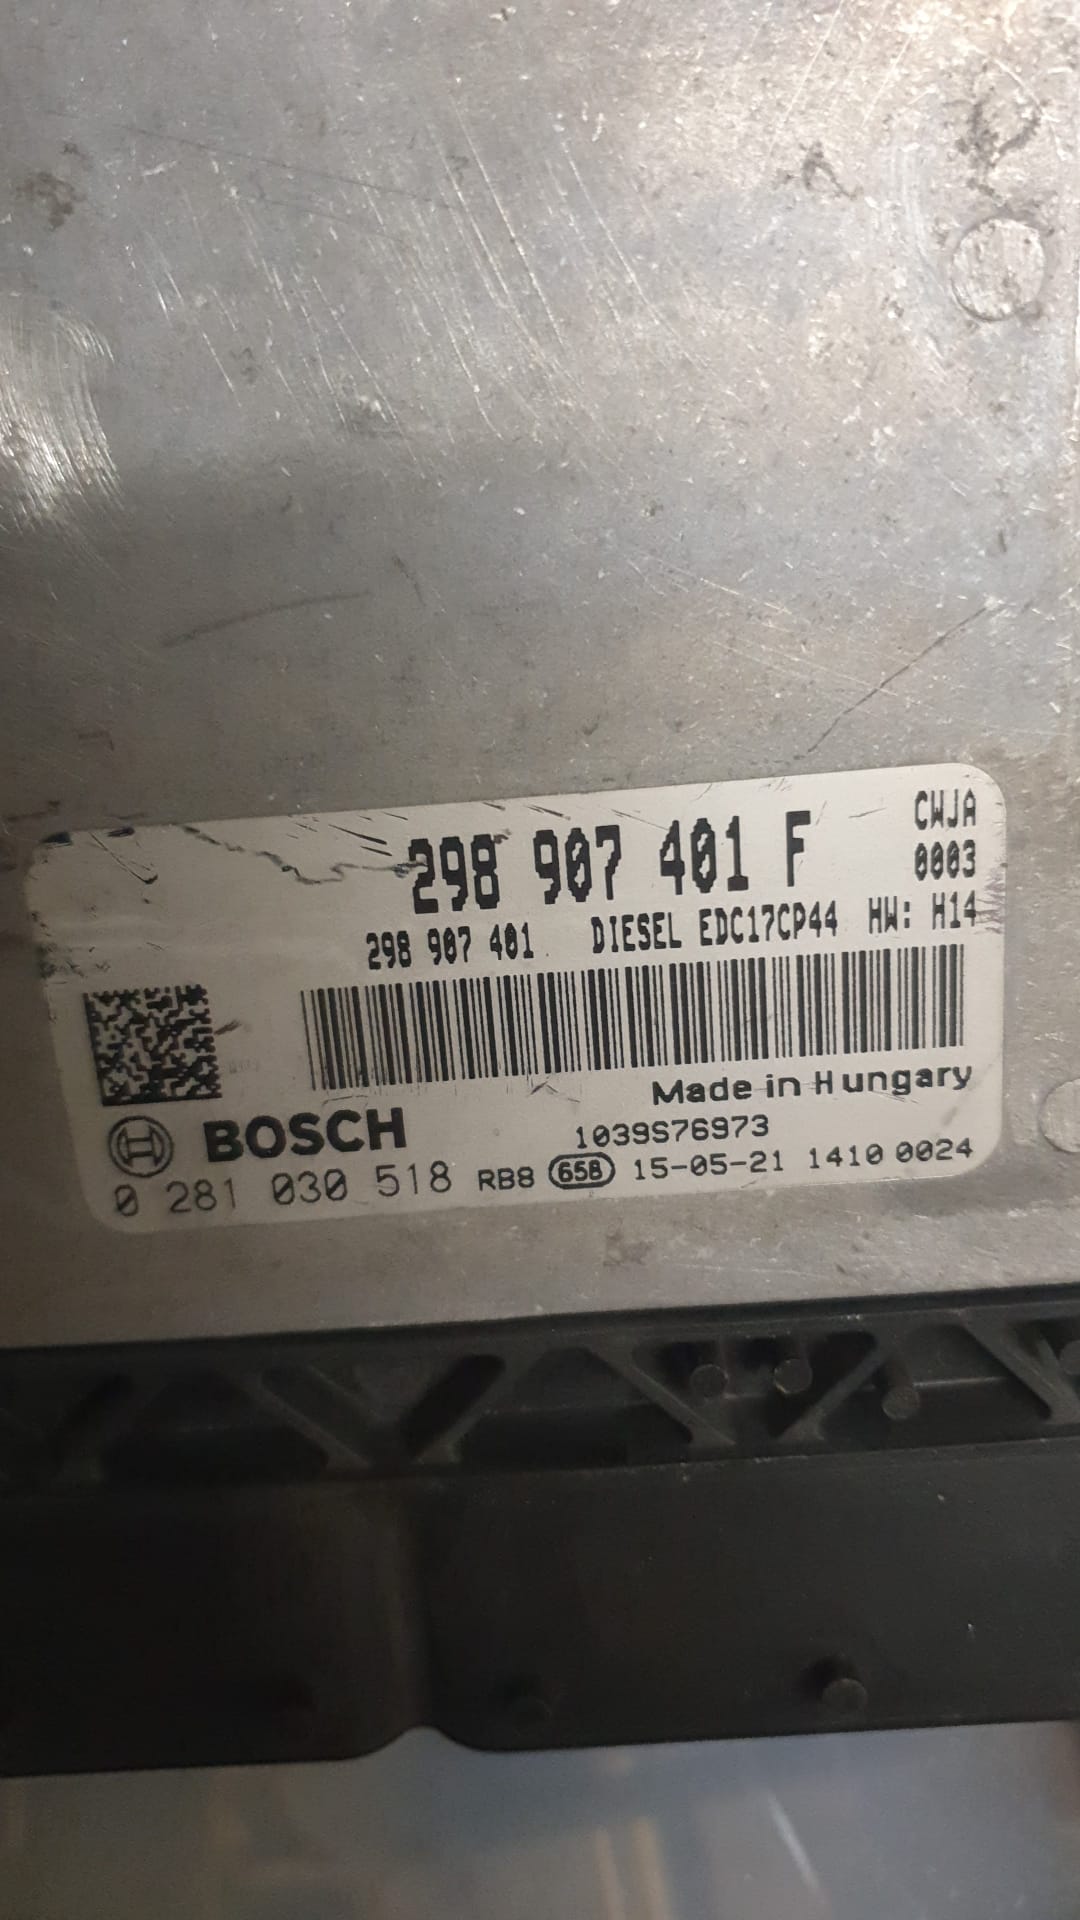 298 907 401 F
CWJA
0003
298 907 401 DIESEL EDC17CP44 HW: H14
Made in Hungary
BOSCH
1039S76973
0 281 030 518 RB8 658 15-05-21 1410 0024